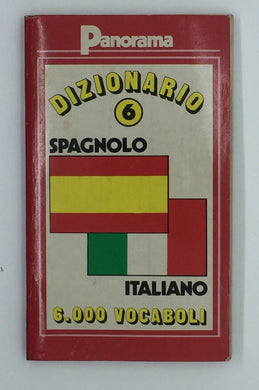 Panorama
DIZIONARIO
6
SPAGNOLO
ITALIANO
6.000 VOCABOLI